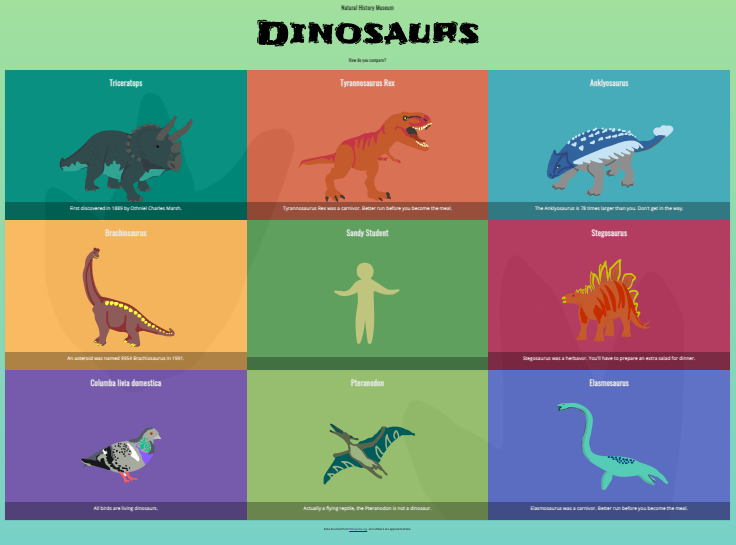 Natural History Museum
DINOSAURS
How do you compare?
Triceratops
Tyrannosaurus Rex
Anklyosaurus
First discovered in 1889 by Othniel Charles Marsh.
Tyrannosaurus Rex was a carnivor. Better run before you become the meal.
The Anklyosaurus is 78 times larger than you. Don't get in the way.
Brachiosaurus
Sandy Student
Stegosaurus
An asteroid was named 9954 Brachiosaurus in 1991.
Stegosaurus was a herbavor. You'll have to prepare an extra salad for dinner.
Columba livia domestica
Pteranodon
Elasmosaurus
All birds are living dinosaurs.
Actually a flying reptile, the Pteranodon is not a dinosaur.
Elasmosaurus was a carnivor. Better run before you become the meal.